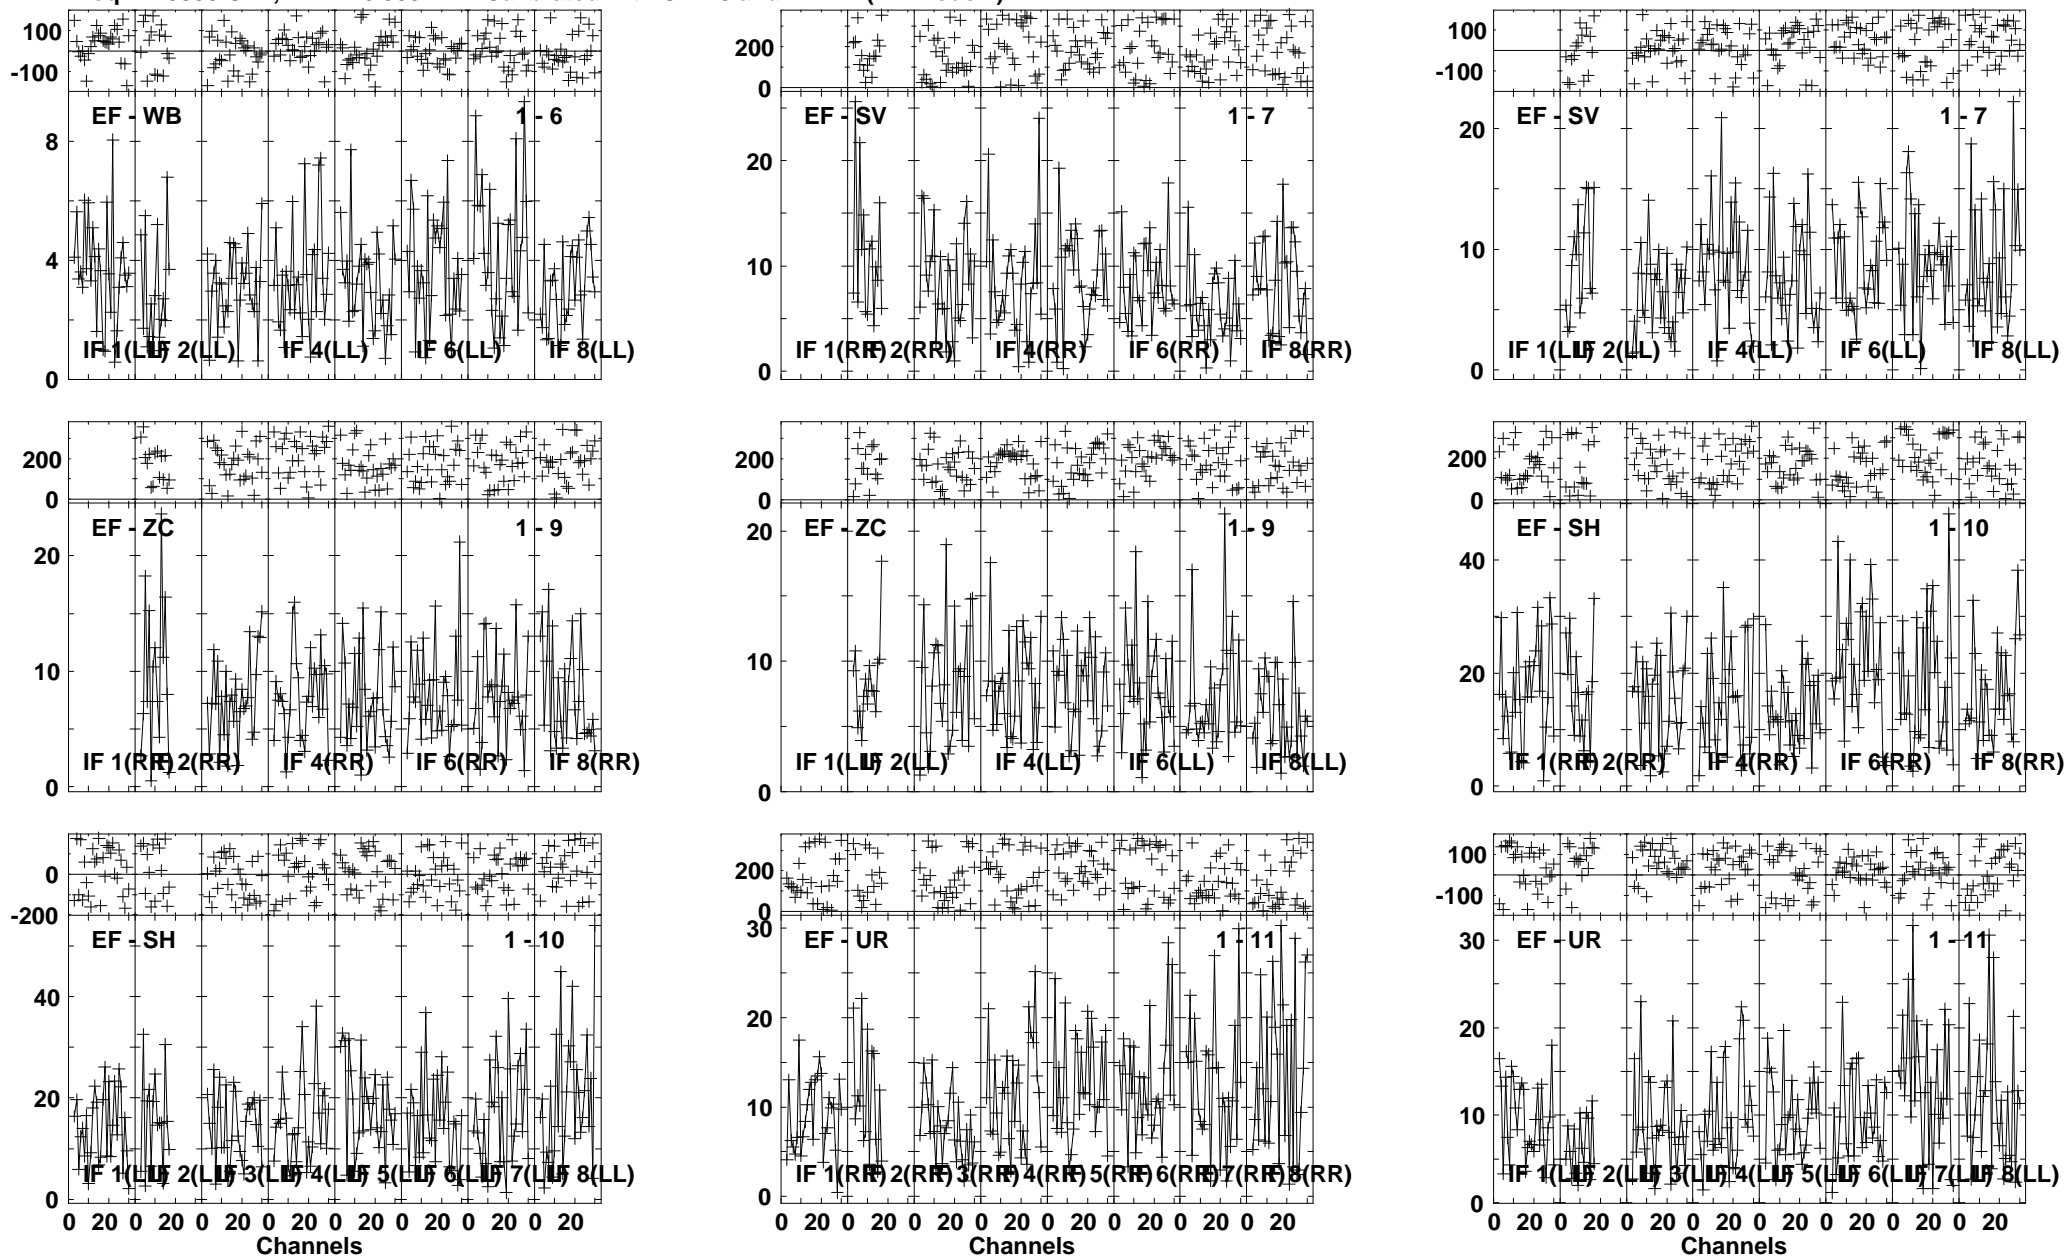 100
-100
EF - WB 1 - 6
8
4
0
IF 1(LL) IF 2(LL) IF 4(LL) IF 6(LL) IF 8(LL)
200
0
EF - SV 1 - 7
20
10
0
IF 1(RR) IF 2(RR) IF 4(RR) IF 6(RR) IF 8(RR)
100
-100
EF - SV 1 - 7
20
10
0
IF 1(LL) IF 2(LL) IF 4(LL) IF 6(LL) IF 8(LL)
200
0
EF - ZC 1 - 9
20
10
0
IF 1(RR) IF 2(RR) IF 4(RR) IF 6(RR) IF 8(RR)
200
0
EF - ZC 1 - 9
20
10
0
IF 1(LL) IF 2(LL) IF 4(LL) IF 6(LL) IF 8(LL)
200
0
EF - SH 1 - 10
40
20
0
IF 1(RR) IF 2(RR) IF 4(RR) IF 6(RR) IF 8(RR)
0
-200
EF - SH 1 - 10
40
20
0
IF 1(LL) IF 2(LL) IF 3(LL) IF 4(LL) IF 5(LL) IF 6(LL) IF 7(LL) IF 8(LL)
0 20 0 20 0 20 0 20 0 20 0 20 0 20 0 20
Channels
200
0
EF - UR 1 - 11
30
20
10
0
IF 1(RR) IF 2(RR) IF 3(RR) IF 4(RR) IF 5(RR) IF 6(RR) IF 7(RR) IF 8(RR)
0 20 0 20 0 20 0 20 0 20 0 20 0 20 0 20
Channels
100
-100
EF - UR 1 - 11
30
20
10
0
IF 1(LL) IF 2(LL) IF 3(LL) IF 4(LL) IF 5(LL) IF 6(LL) IF 7(LL) IF 8(LL)
0 20 0 20 0 20 0 20 0 20 0 20 0 20 0 20
Channels